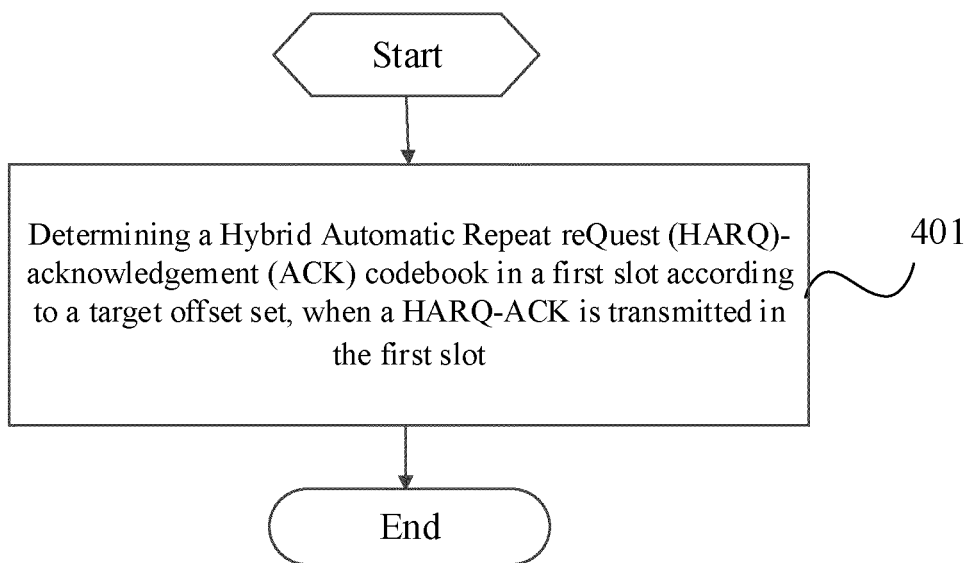 Start
Determining a Hybrid Automatic Repeat reQuest (HARQ)-
acknowledgement (ACK) codebook in a first slot according
to a target offset set, when a HARQ-ACK is transmitted in
the first slot
401
End